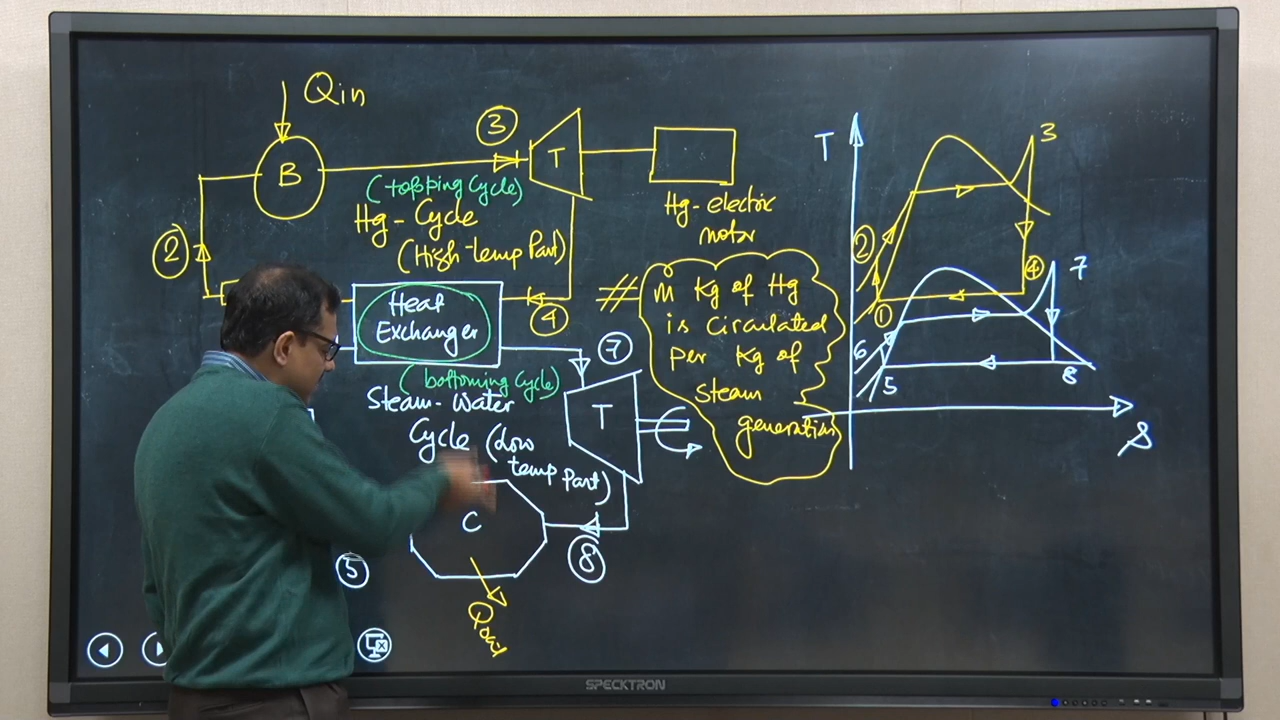 Qin
B
3
T
(topping cycle)
Hg - Cycle
(High-temp Part)
Hg-electric
motor
2
4
Heat
Exchanger
7
(bottoming cycle)
Steam-Water
Cycle (Low
temp part)
T
C
8
5
M Kg of Hg
is circulated
per Kg of
steam
generation
T
3
2
4
7
1
6
5
8
S
SPECKTRON